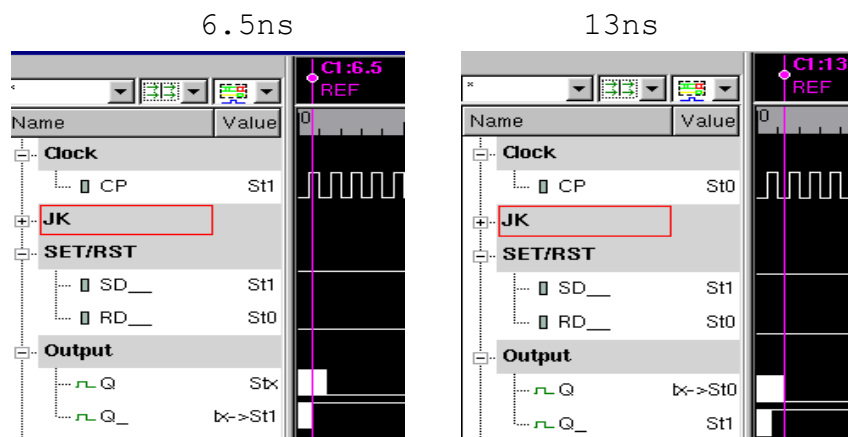 6.5ns
C1:6.5
REF
*
0
Name Value
Clock
CP St1
JK
SET/RST
SD__ St1
RD__ St0
Output
Q Stx
Q_ tx->St1
13ns
C1:13
REF
*
0
Name Value
Clock
CP St0
JK
SET/RST
SD__ St1
RD__ St0
Output
Q tx->St0
Q_ St1